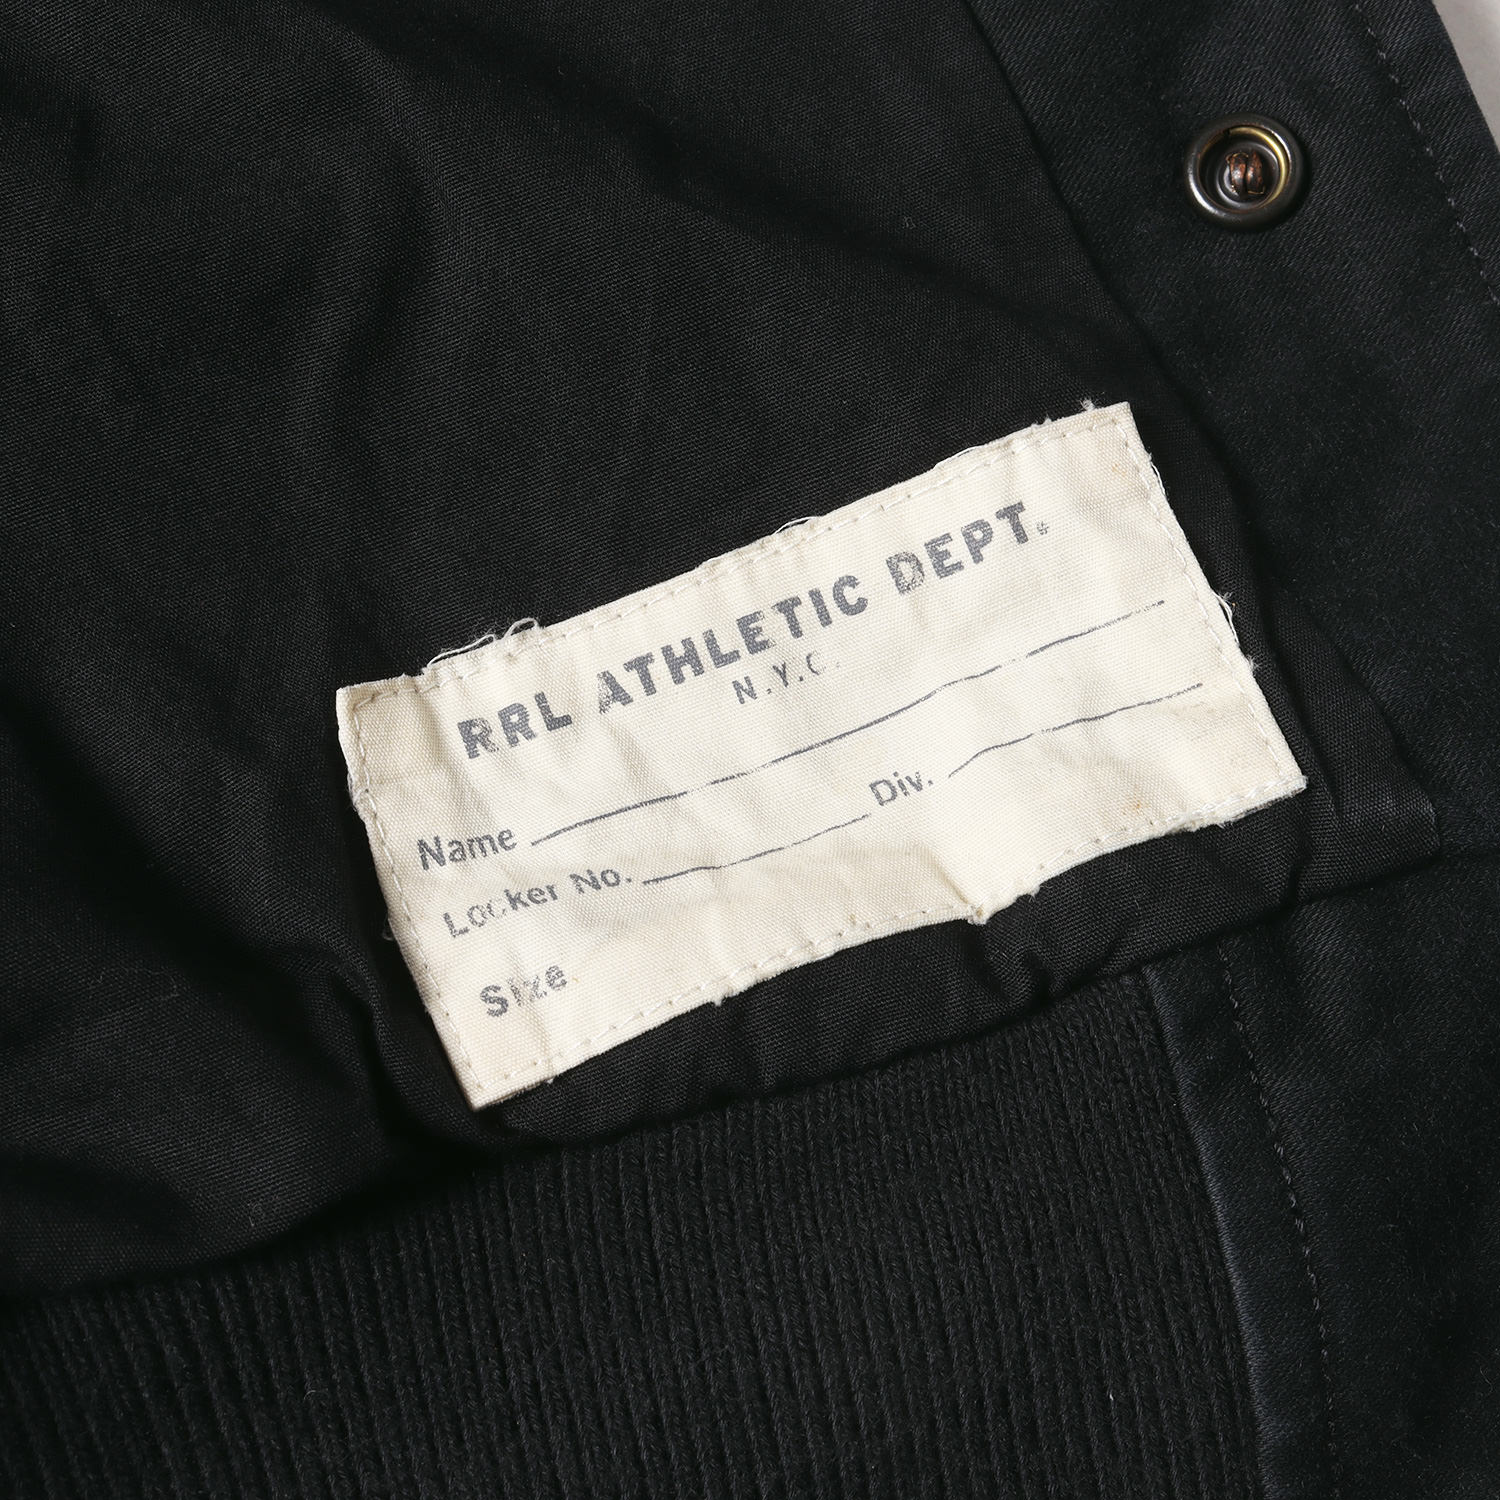 RRL ATHLETIC DEPT.
N.Y.C.
Name
Locker No. Div.
Size